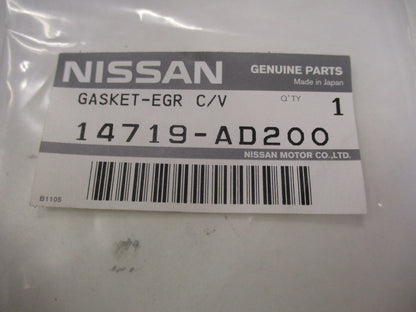 NISSAN
GENUINE PARTS
Made in Japan
GASKET-EGR C/V
Q'TY
1
14719-AD200
NISSAN MOTOR CO.,LTD.
B1105